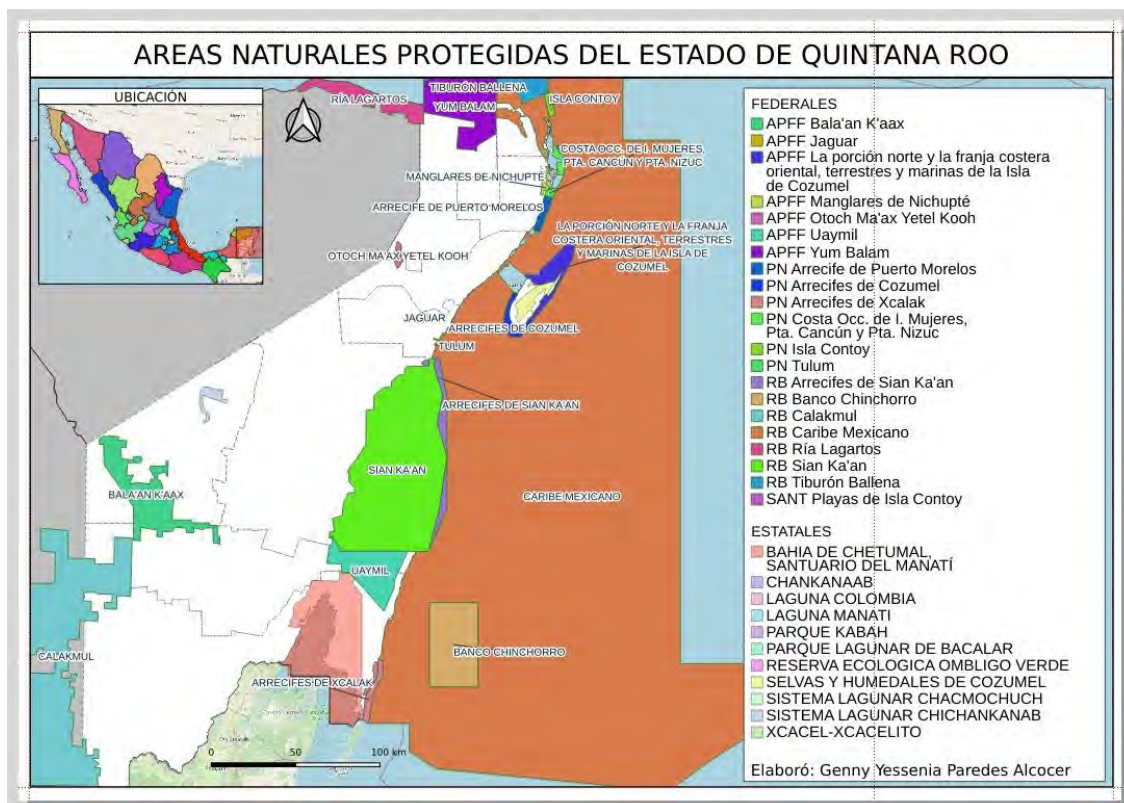 AREAS NATURALES PROTEGIDAS DEL ESTADO DE QUINTANA ROO
UBICACIÓN
RÍA LAGARTOS
TIBURÓN BALLENA
YUM BALAM
ISLA CONTOY
COSTA OCC. DE I. MUJERES,
PTA. CANCÚN Y PTA. NIZUC
MANGLARES DE NICHUPTÉ
ARRECIFE DE PUERTO MORELOS
LA PORCIÓN NORTE Y LA FRANJA
COSTERA ORIENTAL, TERRESTRES
Y MARINAS DE LA ISLA DE
COZUMEL
OTOCH MA'AX YETEL KOOH
JAGUAR
ARRECIFES DE COZUMEL
TULUM
ARRECIFES DE SIAN KA'AN
SIAN KA'AN
CARIBE MEXICANO
BALA'AN K'AAX
UAYMIL
CALAKMUL
BANCO CHINCHORRO
ARRECIFES DE XCALAK
0 50 100 km
FEDERALES
APFF Bala'an K'aax
APFF Jaguar
APFF La porción norte y la franja costera
oriental, terrestres y marinas de la Isla
de Cozumel
APFF Manglares de Nichupté
APFF Otoch Ma'ax Yetel Kooh
APFF Uaymil
APFF Yum Balam
PN Arrecife de Puerto Morelos
PN Arrecifes de Cozumel
PN Arrecifes de Xcalak
PN Costa Occ. de I. Mujeres,
Pta. Cancún y Pta. Nizuc
PN Isla Contoy
PN Tulum
RB Arrecifes de Sian Ka'an
RB Banco Chinchorro
RB Calakmul
RB Caribe Mexicano
RB Ría Lagartos
RB Sian Ka'an
RB Tiburón Ballena
SANT Playas de Isla Contoy
ESTATALES
BAHIA DE CHETUMAL,
SANTUARIO DEL MANATÍ
CHANKANAAB
LAGUNA COLOMBIA
LAGUNA MANATI
PARQUE KABAH
PARQUE LAGUNAR DE BACALAR
RESERVA ECOLOGICA OMBLIGO VERDE
SELVAS Y HUMEDALES DE COZUMEL
SISTEMA LAGUNAR CHACMOCHUCH
SISTEMA LAGUNAR CHICHANKANAB
XCACEL-XCACELITO
Elaboró: Genny Yessenia Paredes Alcocer